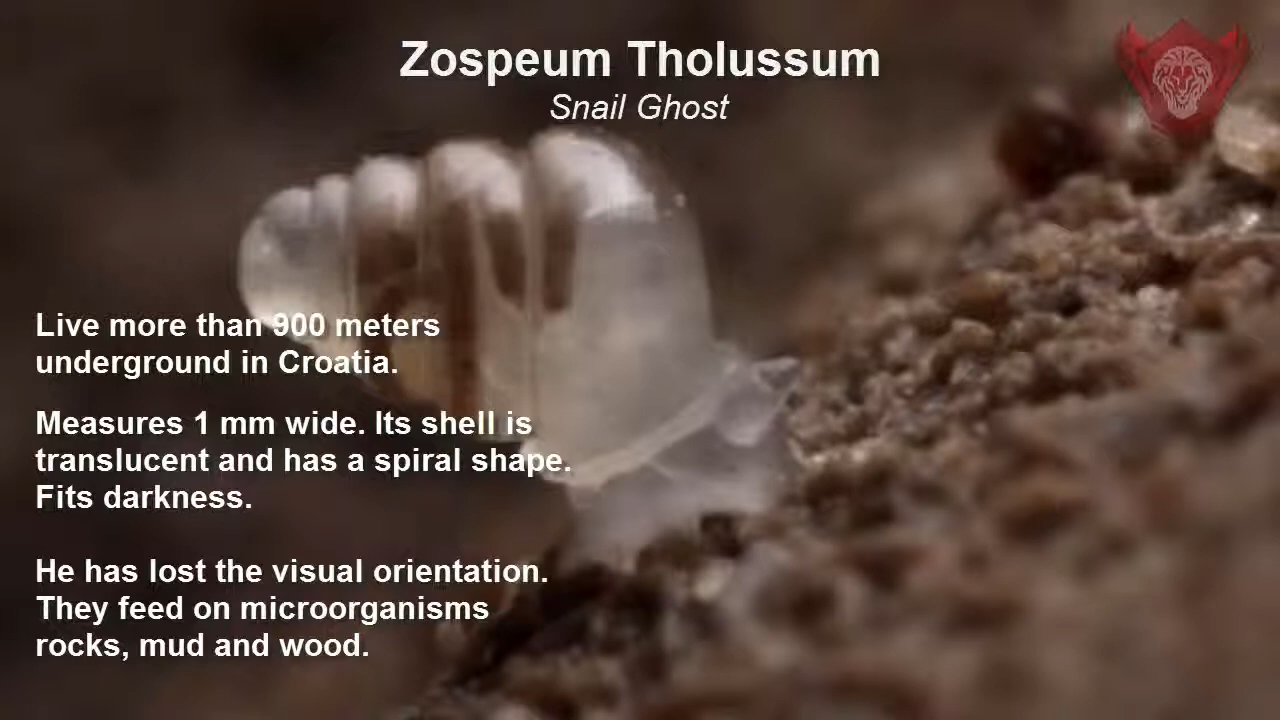 Zospeum Tholussum
Snail Ghost
Live more than 900 meters
underground in Croatia.
Measures 1 mm wide. Its shell is
translucent and has a spiral shape.
Fits darkness.
He has lost the visual orientation.
They feed on microorganisms
rocks, mud and wood.